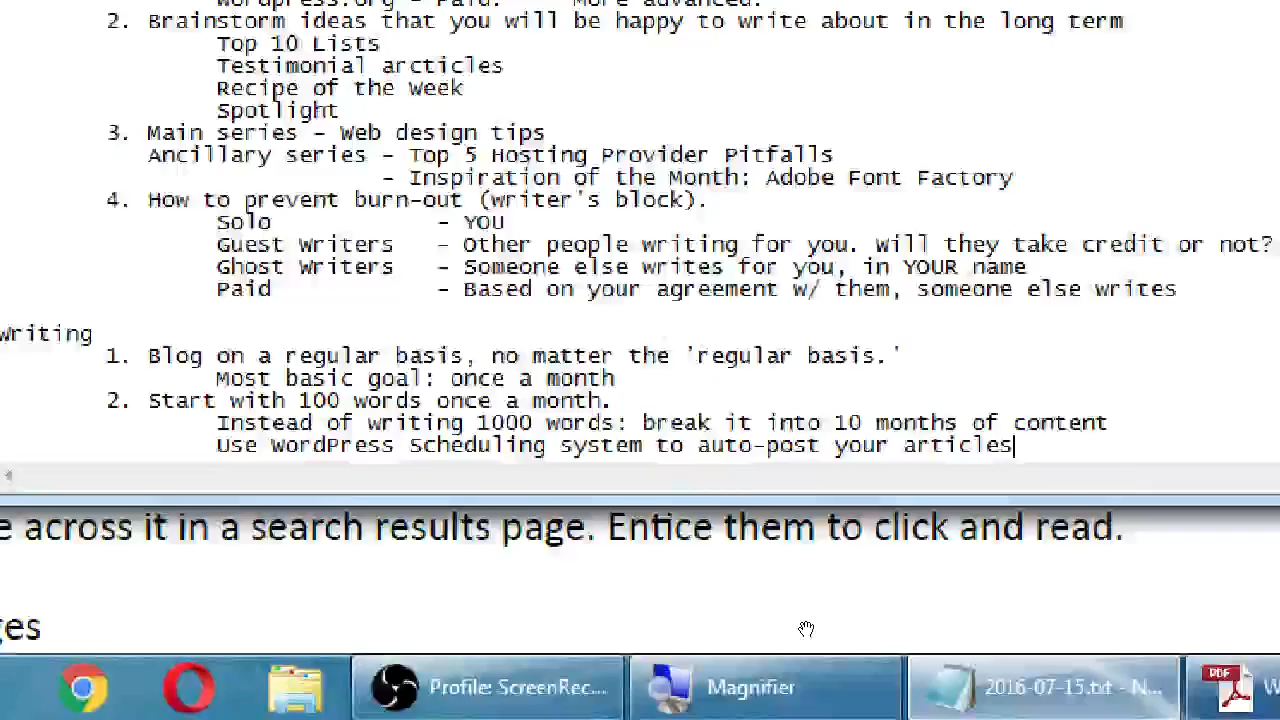 Wordpress.org - Paid. More advanced.
2. Brainstorm ideas that you will be happy to write about in the long term
Top 10 Lists
Testimonial arcticles
Recipe of the Week
Spotlight
3. Main series - Web design tips
Ancillary series - Top 5 Hosting Provider Pitfalls
- Inspiration of the Month: Adobe Font Factory
4. How to prevent burn-out (writer's block).
Solo - YOU
Guest Writers - Other people writing for you. Will they take credit or not?
Ghost Writers - Someone else writes for you, in YOUR name
Paid - Based on your agreement w/ them, someone else writes
Writing
1. Blog on a regular basis, no matter the 'regular basis.'
Most basic goal: once a month
2. Start with 100 words once a month.
Instead of writing 1000 words: break it into 10 months of content
Use WordPress Scheduling system to auto-post your articles
e across it in a search results page. Entice them to click and read.
ges
Profile: ScreenRec... Magnifier 2016-07-15.txt - N... PDF W